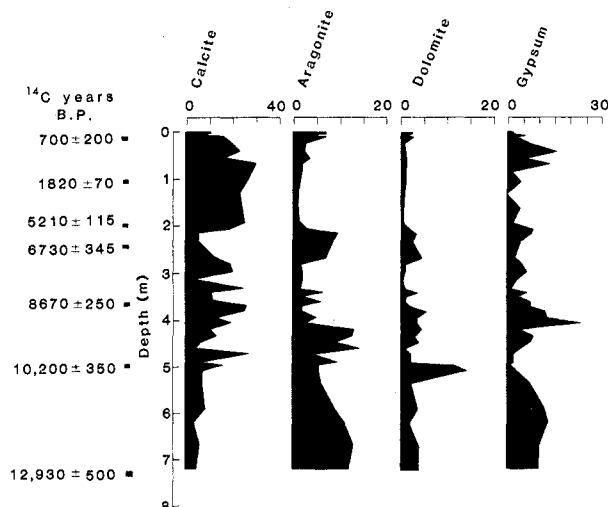 Calcite
Aragonite
Dolomite
Gypsum
¹⁴C years
B.P.
0 40 0 20 0 20 0 30
700 ± 200
1820 ± 70
5210 ± 115
6730 ± 345
8670 ± 250
10,200 ± 350
12,930 ± 500
Depth (m)
0
1
2
3
4
5
6
7
8